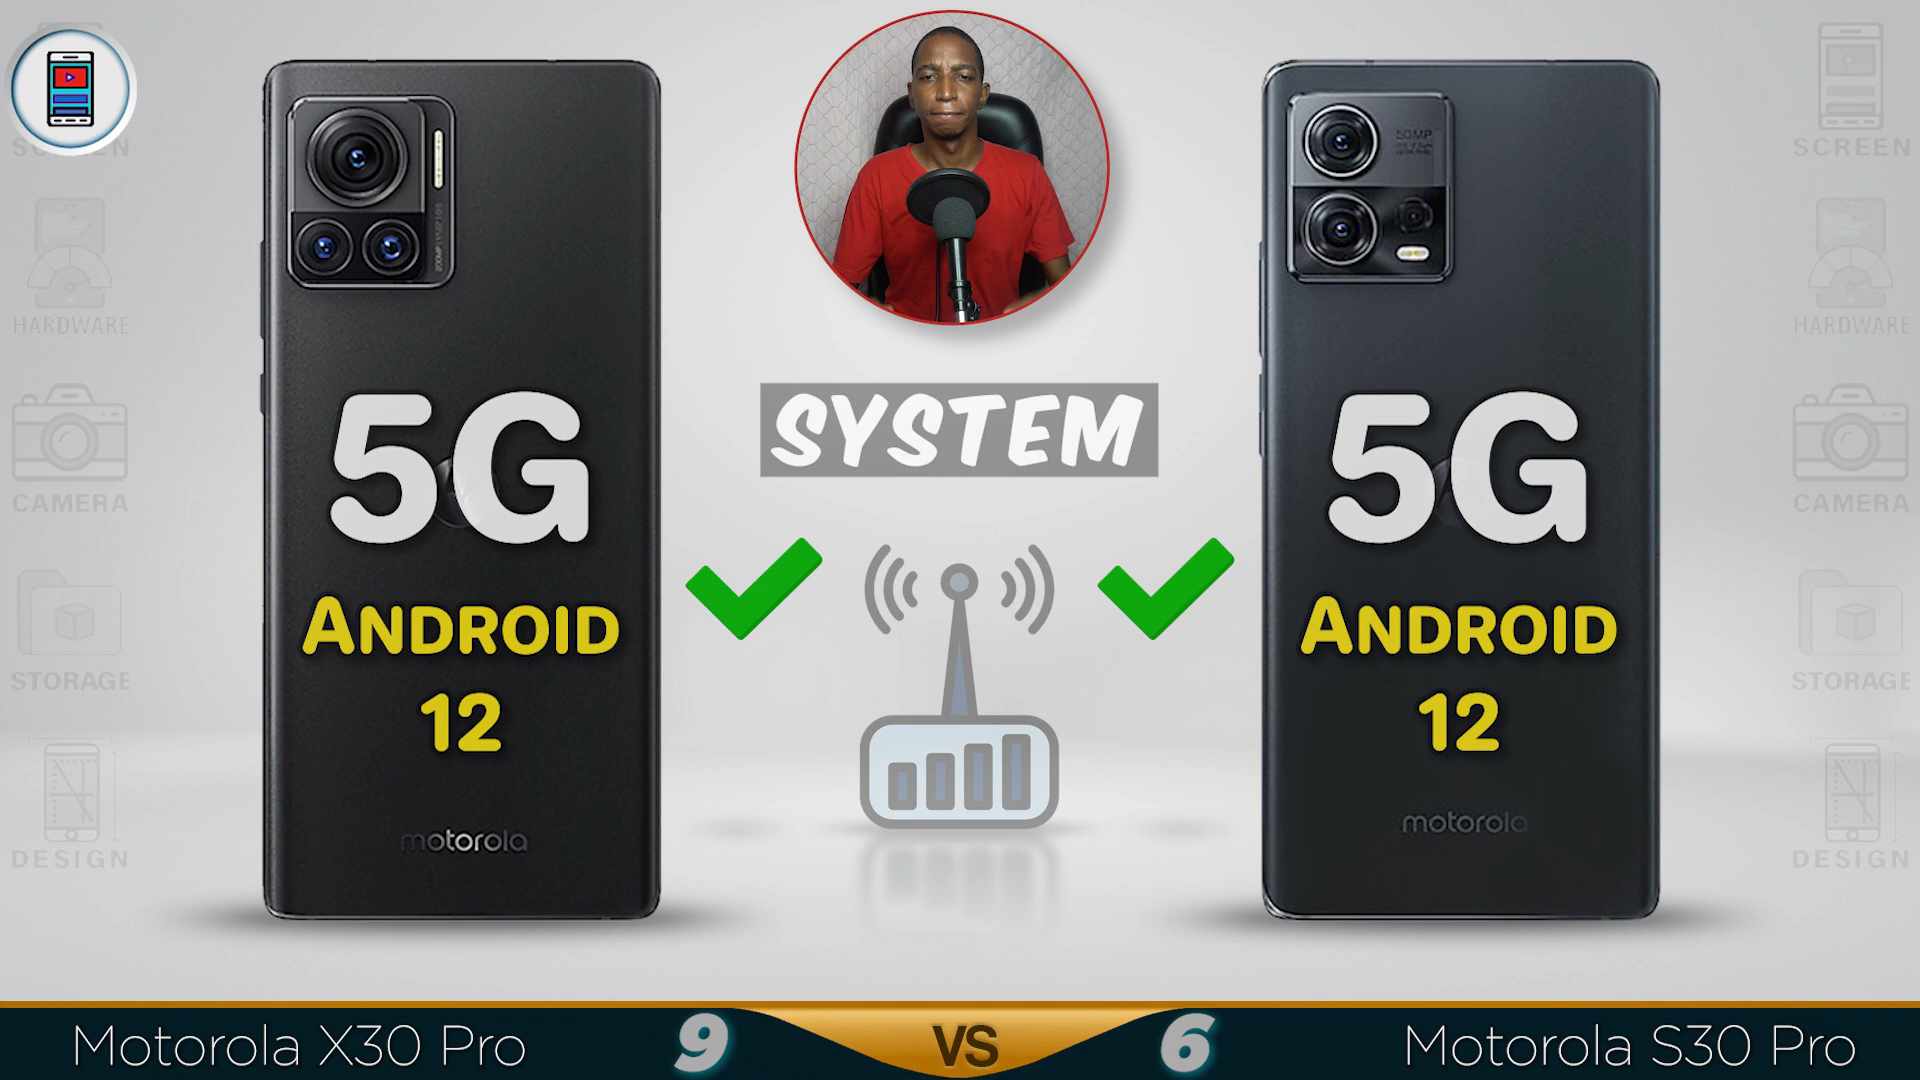 SCREEN
HARDWARE
CAMERA
STORAGE
DESIGN
5G
ANDROID
12
motorola
SYSTEM
50MP
5G
ANDROID
12
motorola
SCREEN
HARDWARE
CAMERA
STORAGE
DESIGN
Motorola X30 Pro
9
VS
6
Motorola S30 Pro